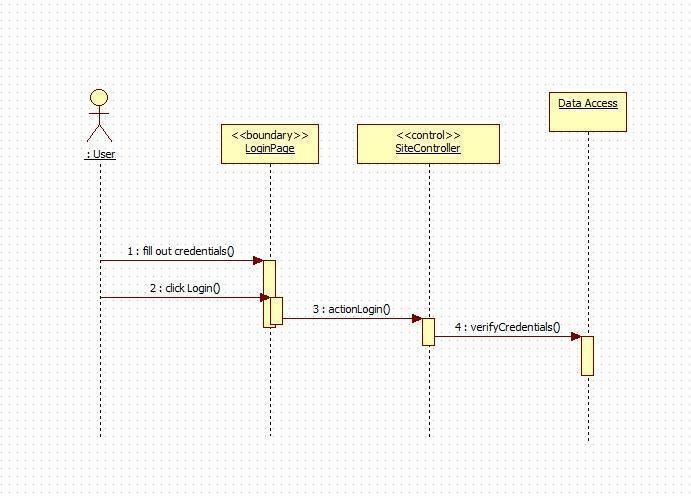 Data Access
<<boundary>>
LoginPage
<<control>>
SiteController
: User
1 : fill out credentials()
2 : click Login()
3 : actionLogin()
4 : verifyCredentials()